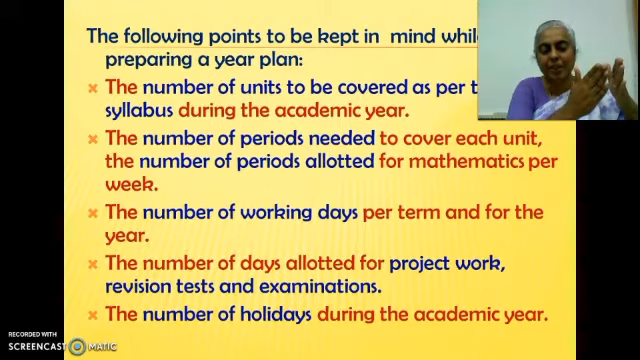 The following points to be kept in mind whil
preparing a year plan:
The number of units to be covered as per t
syllabus during the academic year.
The number of periods needed to cover each unit,
the number of periods allotted for mathematics per
week.
The number of working days per term and for the
year.
The number of days allotted for project work,
revision tests and examinations.
The number of holidays during the academic year.
RECORDED WITH
SCREENCAST MATIC